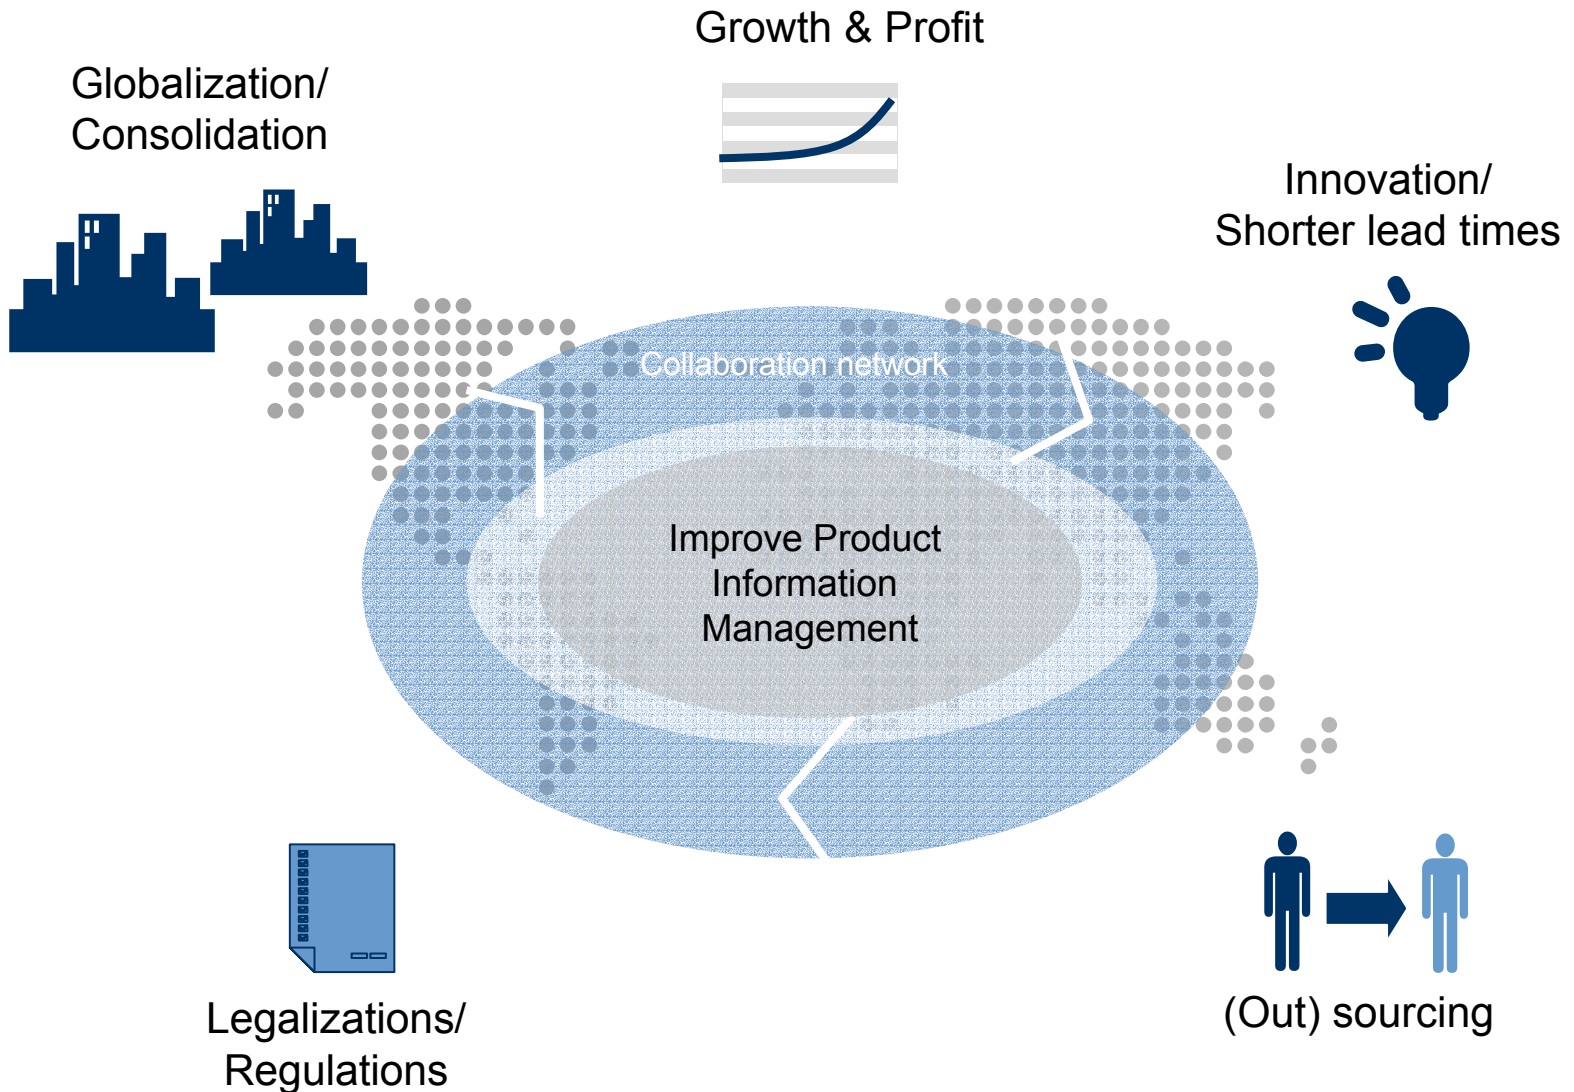 Growth & Profit
Globalization/
Consolidation
Innovation/
Shorter lead times
Collaboration network
Improve Product
Information
Management
Legalizations/
Regulations
(Out) sourcing